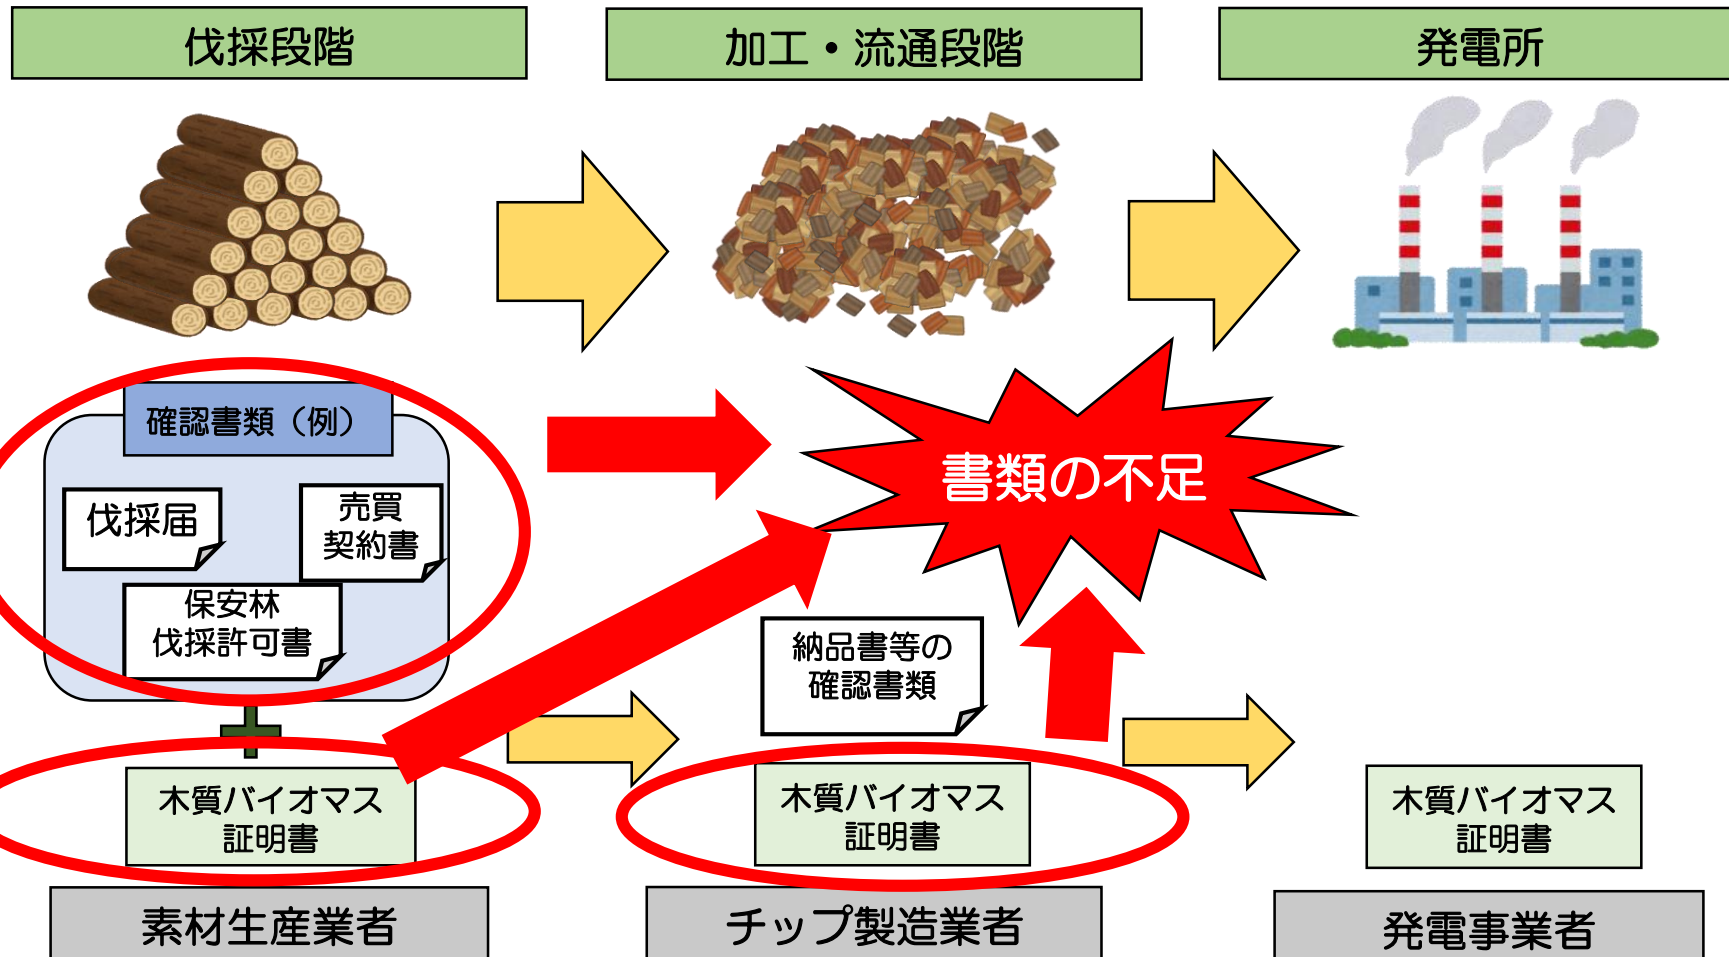 伐採段階
加工・流通段階
発電所
確認書類（例）
伐採届
売買
契約書
保安林
伐採許可書
書類の不足
納品書等の
確認書類
木質バイオマス
証明書
木質バイオマス
証明書
木質バイオマス
証明書
素材生産業者
チップ製造業者
発電事業者